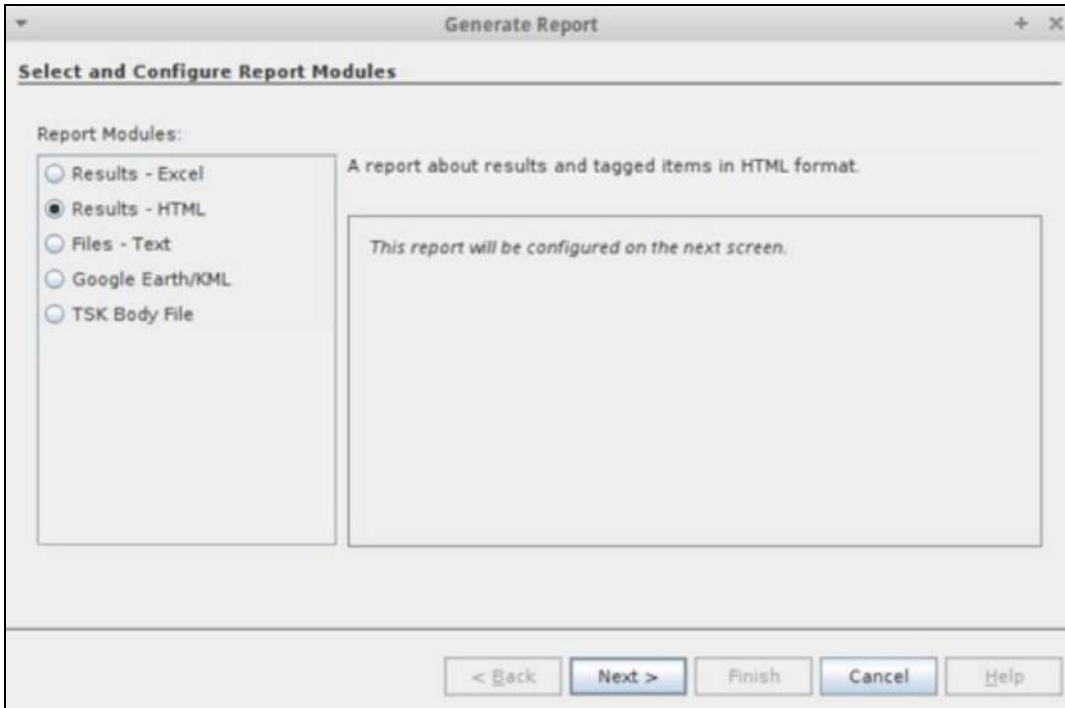 Generate Report
Select and Configure Report Modules
Report Modules:
Results - Excel
Results - HTML
Files - Text
Google Earth/KML
TSK Body File
A report about results and tagged items in HTML format.
This report will be configured on the next screen.
< Back
Next >
Finish
Cancel
Help